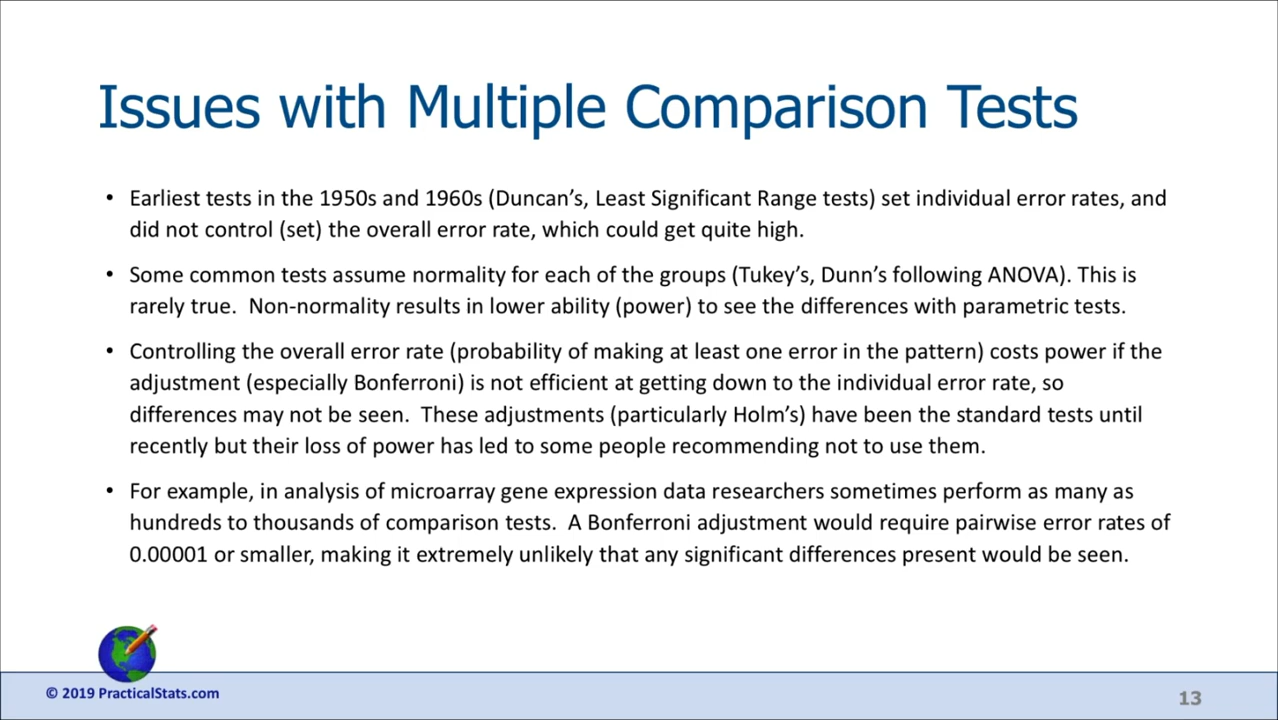 Issues with Multiple Comparison Tests
• Earliest tests in the 1950s and 1960s (Duncan’s, Least Significant Range tests) set individual error rates, and
did not control (set) the overall error rate, which could get quite high.
• Some common tests assume normality for each of the groups (Tukey’s, Dunn’s following ANOVA). This is
rarely true.  Non-normality results in lower ability (power) to see the differences with parametric tests.
• Controlling the overall error rate (probability of making at least one error in the pattern) costs power if the
adjustment (especially Bonferroni) is not efficient at getting down to the individual error rate, so
differences may not be seen.  These adjustments (particularly Holm’s) have been the standard tests until
recently but their loss of power has led to some people recommending not to use them.
• For example, in analysis of microarray gene expression data researchers sometimes perform as many as
hundreds to thousands of comparison tests.  A Bonferroni adjustment would require pairwise error rates of
0.00001 or smaller, making it extremely unlikely that any significant differences present would be seen.
© 2019 PracticalStats.com
13